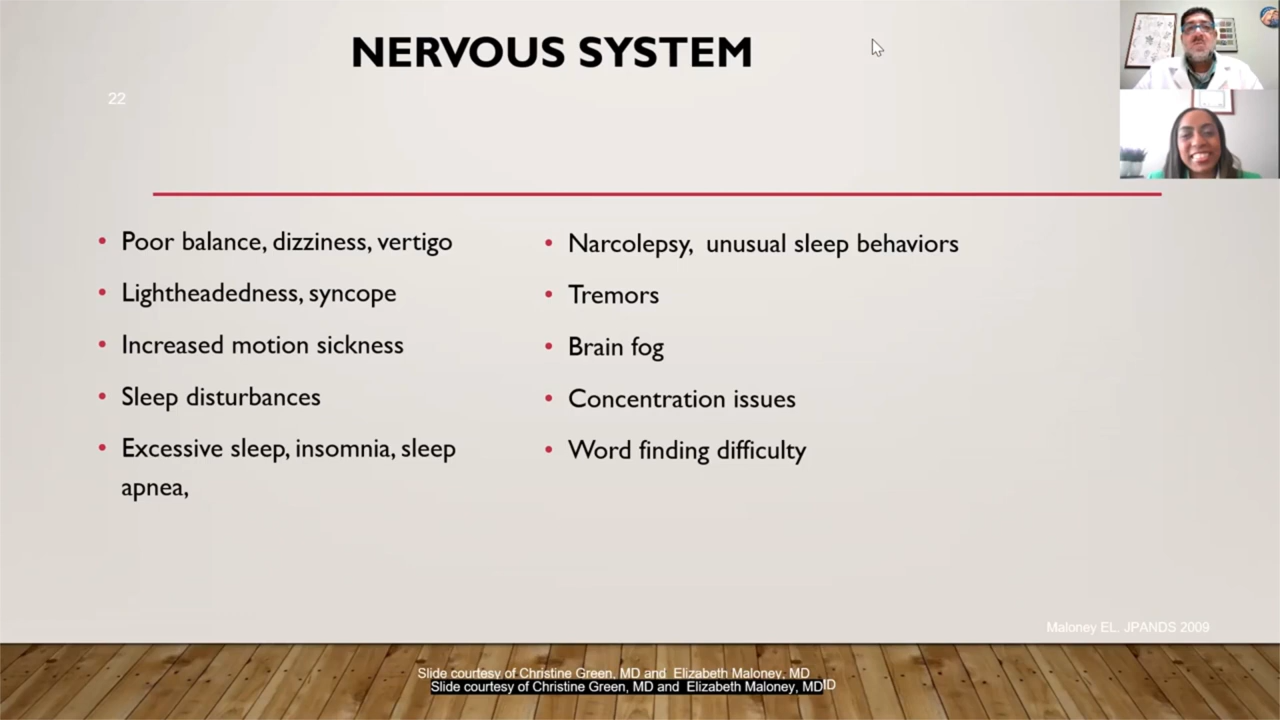 NERVOUS SYSTEM
22
Poor balance, dizziness, vertigo
Lightheadedness, syncope
Increased motion sickness
Sleep disturbances
Excessive sleep, insomnia, sleep
apnea,
Narcolepsy,  unusual sleep behaviors
Tremors
Brain fog
Concentration issues
Word finding difficulty
Maloney EL. JPANDS 2009
Slide courtesy of Christine Green, MD and  Elizabeth Maloney, MD
Slide courtesy of Christine Green, MD and  Elizabeth Maloney, MD